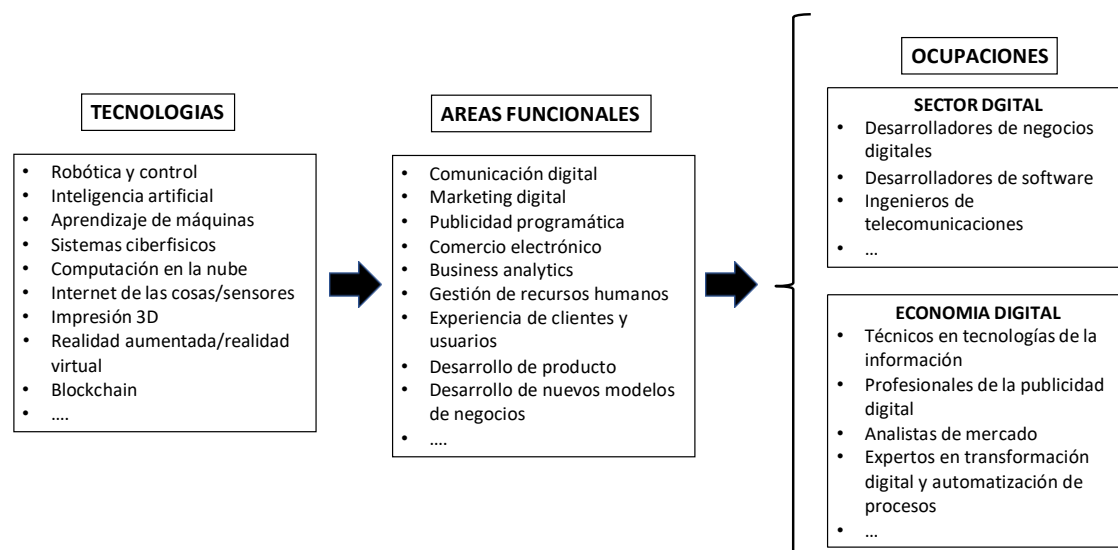 TECNOLOGIAS
• Robótica y control
• Inteligencia artificial
• Aprendizaje de máquinas
• Sistemas ciberfisicos
• Computación en la nube
• Internet de las cosas/sensores
• Impresión 3D
• Realidad aumentada/realidad
virtual
• Blockchain
• ....
AREAS FUNCIONALES
• Comunicación digital
• Marketing digital
• Publicidad programática
• Comercio electrónico
• Business analytics
• Gestión de recursos humanos
• Experiencia de clientes y
usuarios
• Desarrollo de producto
• Desarrollo de nuevos modelos
de negocios
• ....
OCUPACIONES
SECTOR DGITAL
• Desarrolladores de negocios
digitales
• Desarrolladores de software
• Ingenieros de
telecomunicaciones
• ...
ECONOMIA DIGITAL
• Técnicos en tecnologías de la
información
• Profesionales de la publicidad
digital
• Analistas de mercado
• Expertos en transformación
digital y automatización de
procesos
• ...